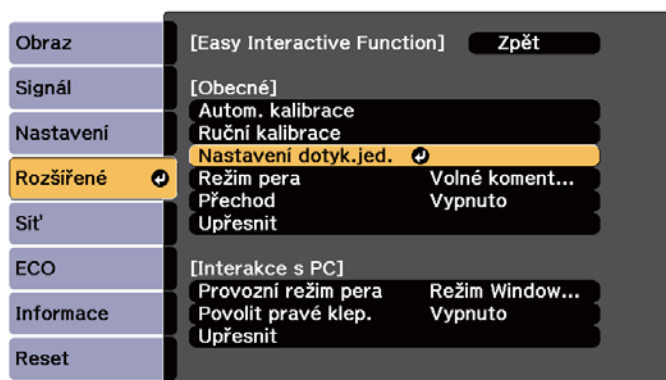 Obraz
Signál
Nastavení
Rozšířené
Síť
ECO
Informace
Reset
[Easy Interactive Function] Zpět
[Obecné]
Autom. kalibrace
Ruční kalibrace
Nastavení dotyk.jed.
Režim pera Volné koment...
Přechod Vypnuto
Upřesnit
[Interakce s PC]
Provozní režim pera Režim Window...
Povolit pravé klep. Vypnuto
Upřesnit